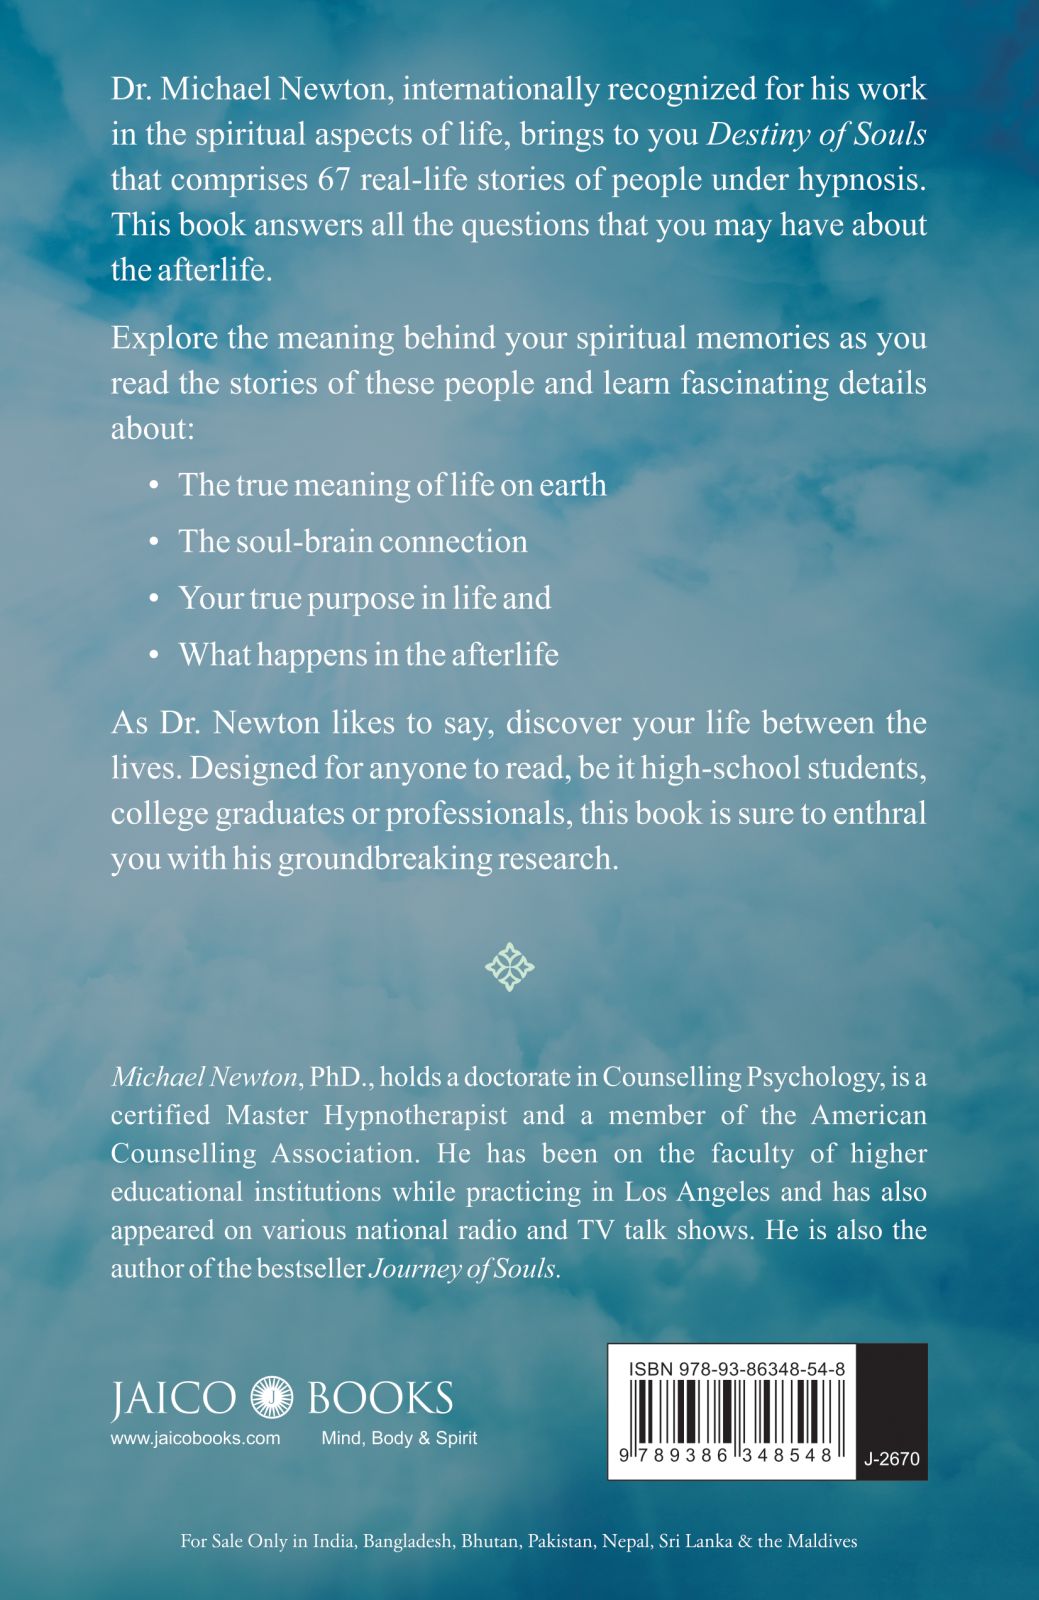 Dr. Michael Newton, internationally recognized for his work
in the spiritual aspects of life, brings to you Destiny of Souls
that comprises 67 real-life stories of people under hypnosis.
This book answers all the questions that you may have about
the afterlife.
Explore the meaning behind your spiritual memories as you
read the stories of these people and learn fascinating details
about:
• The true meaning of life on earth
• The soul-brain connection
• Your true purpose in life and
• What happens in the afterlife
As Dr. Newton likes to say, discover your life between the
lives. Designed for anyone to read, be it high-school students,
college graduates or professionals, this book is sure to enthral
you with his groundbreaking research.
Michael Newton, PhD., holds a doctorate in Counselling Psychology, is a
certified Master Hypnotherapist and a member of the American
Counselling Association. He has been on the faculty of higher
educational institutions while practicing in Los Angeles and has also
appeared on various national radio and TV talk shows. He is also the
author of the bestseller Journey of Souls.
JAICO J BOOKS
www.jaicobooks.com Mind, Body & Spirit
ISBN 978-93-86348-54-8
9 789386 348548
J-2670
For Sale Only in India, Bangladesh, Bhutan, Pakistan, Nepal, Sri Lanka & the Maldives